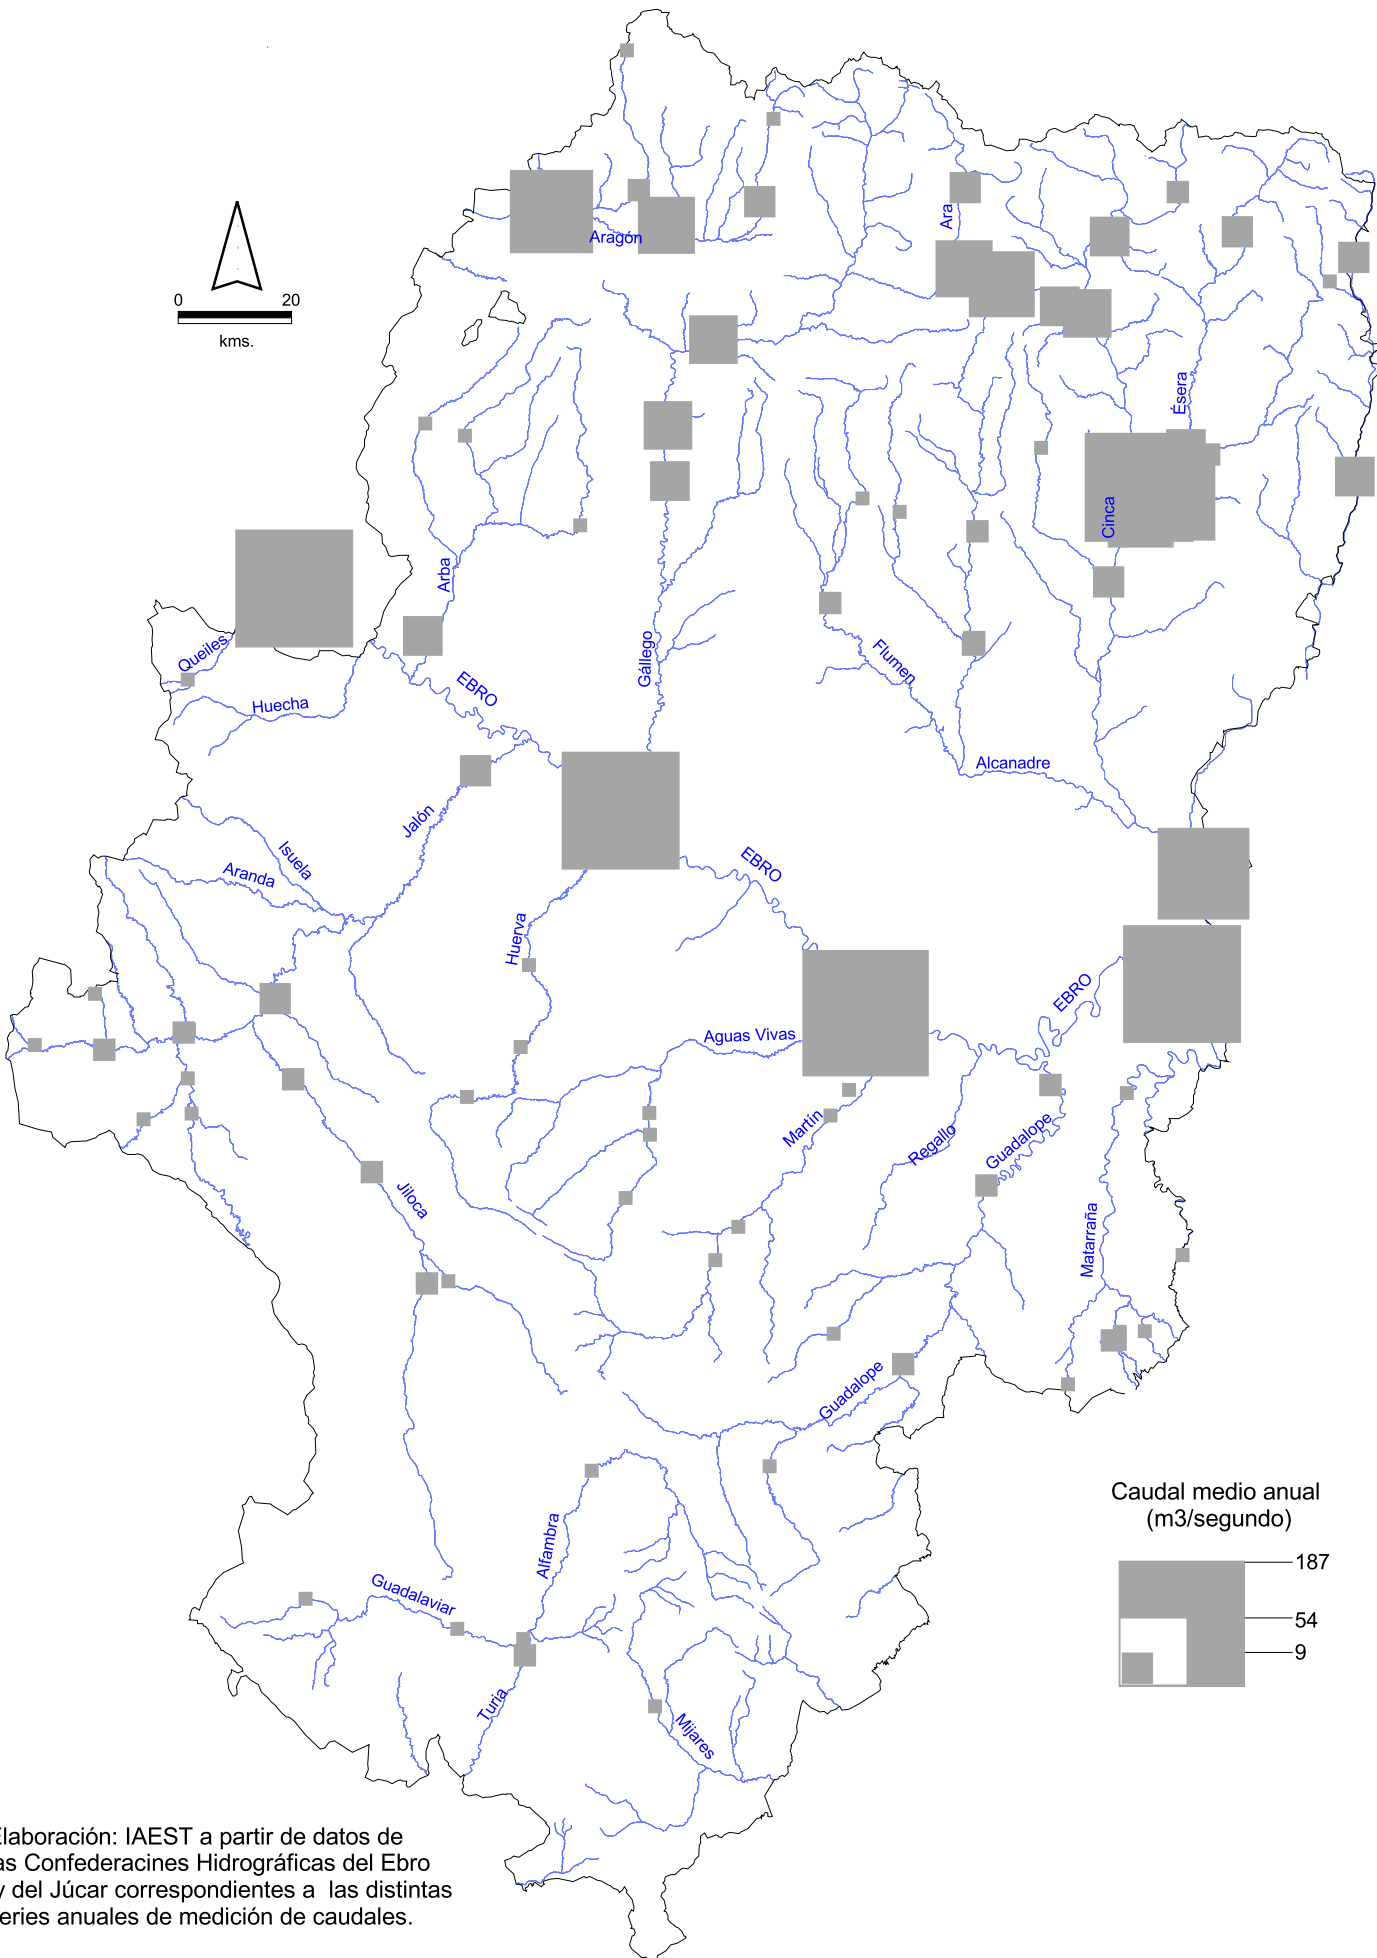 Aragón
Ara
0 20
kms.
Ésera
Cinca
Arba
Gállego
Queiles
Huecha
EBRO
Flumen
Alcanadre
Jalón
Isuela
Aranda
EBRO
Huerva
EBRO
Aguas Vivas
Martín
Regallo
Guadalope
Jiloca
Matarraña
Guadalope
Caudal medio anual
(m3/segundo)
187
54
9
Alfambra
Guadalaviar
Turia
Mijares
Elaboración: IAEST a partir de datos de
as Confederacines Hidrográficas del Ebro
y del Júcar correspondientes a las distintas
eries anuales de medición de caudales.